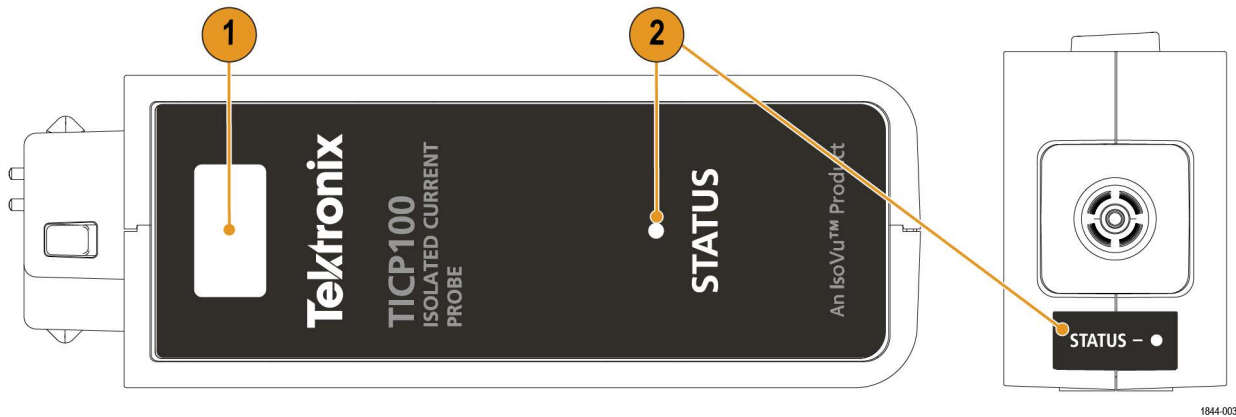 1
2
Tektronix
TICP100
ISOLATED CURRENT
PROBE
STATUS
An IsoVu™ Product
STATUS –
1844-003